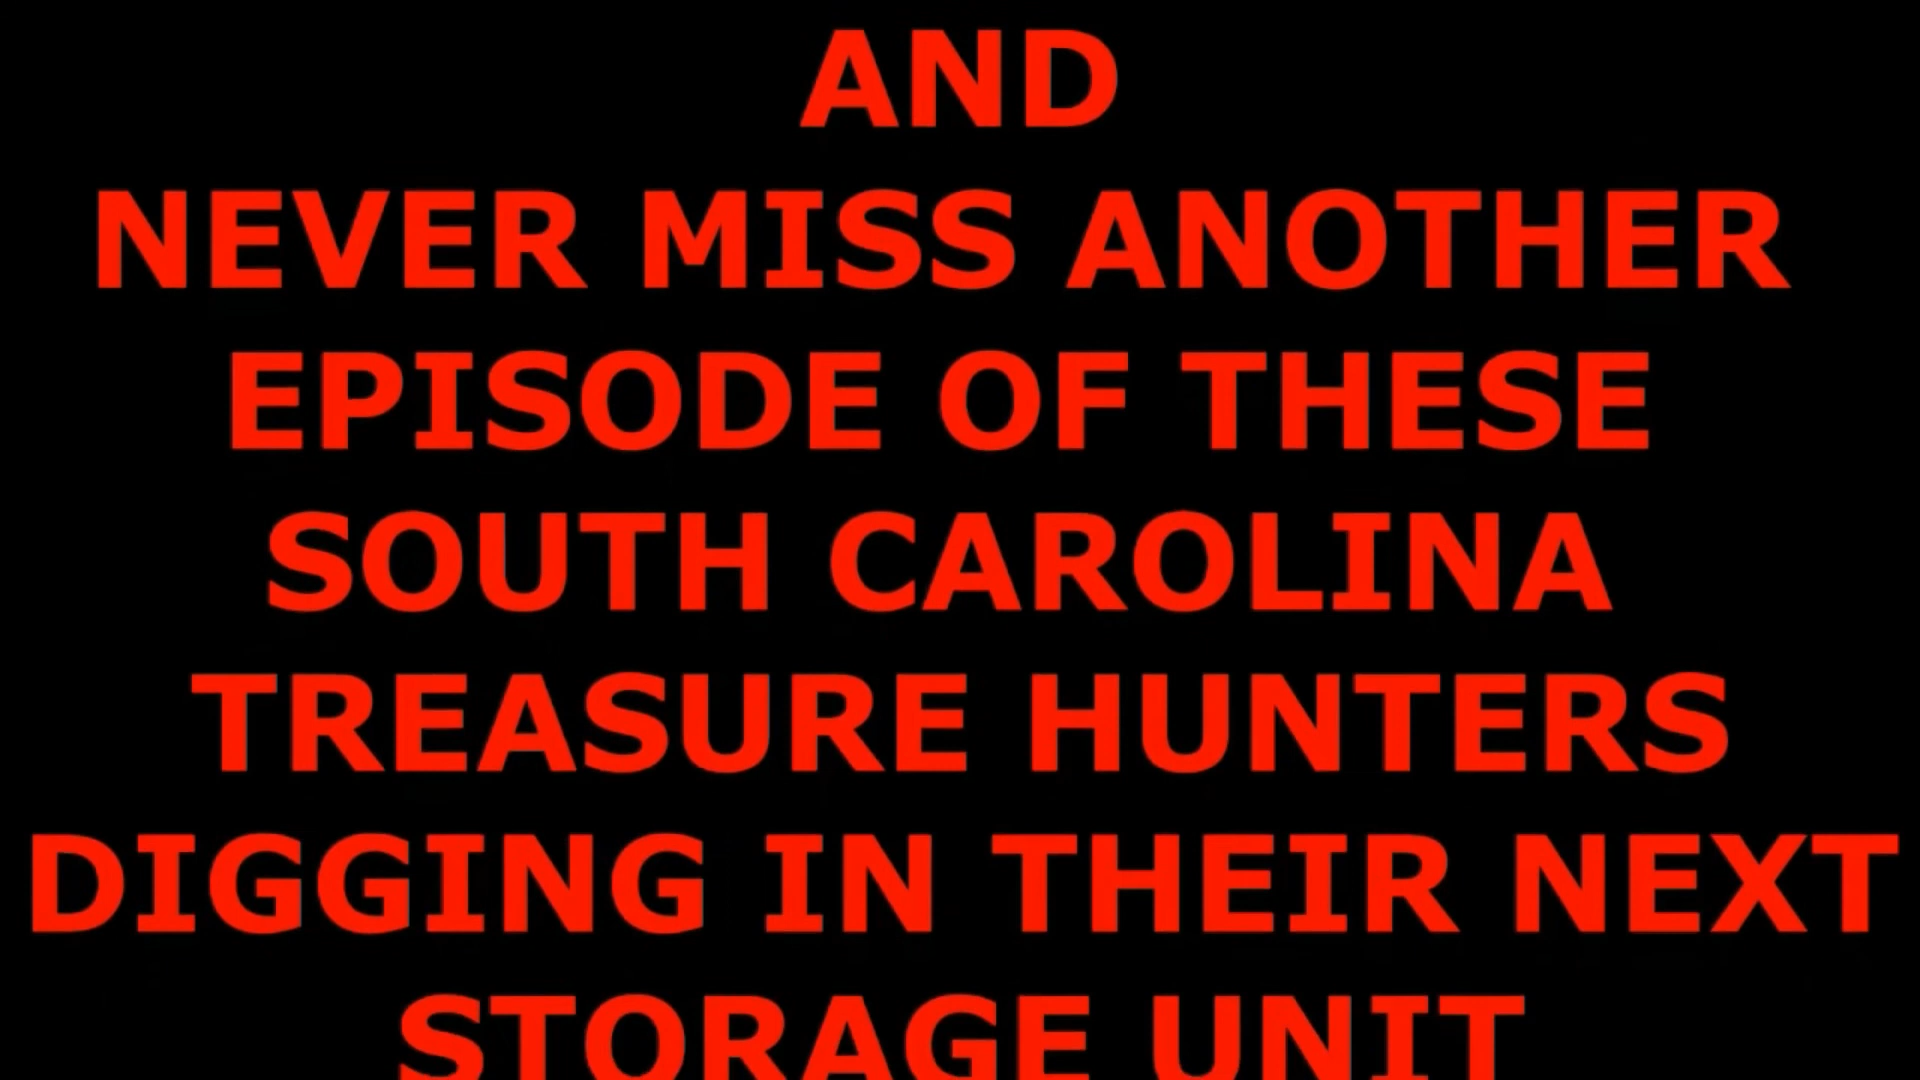 AND
NEVER MISS ANOTHER
EPISODE OF THESE
SOUTH CAROLINA
TREASURE HUNTERS
DIGGING IN THEIR NEXT
STORAGE UNIT